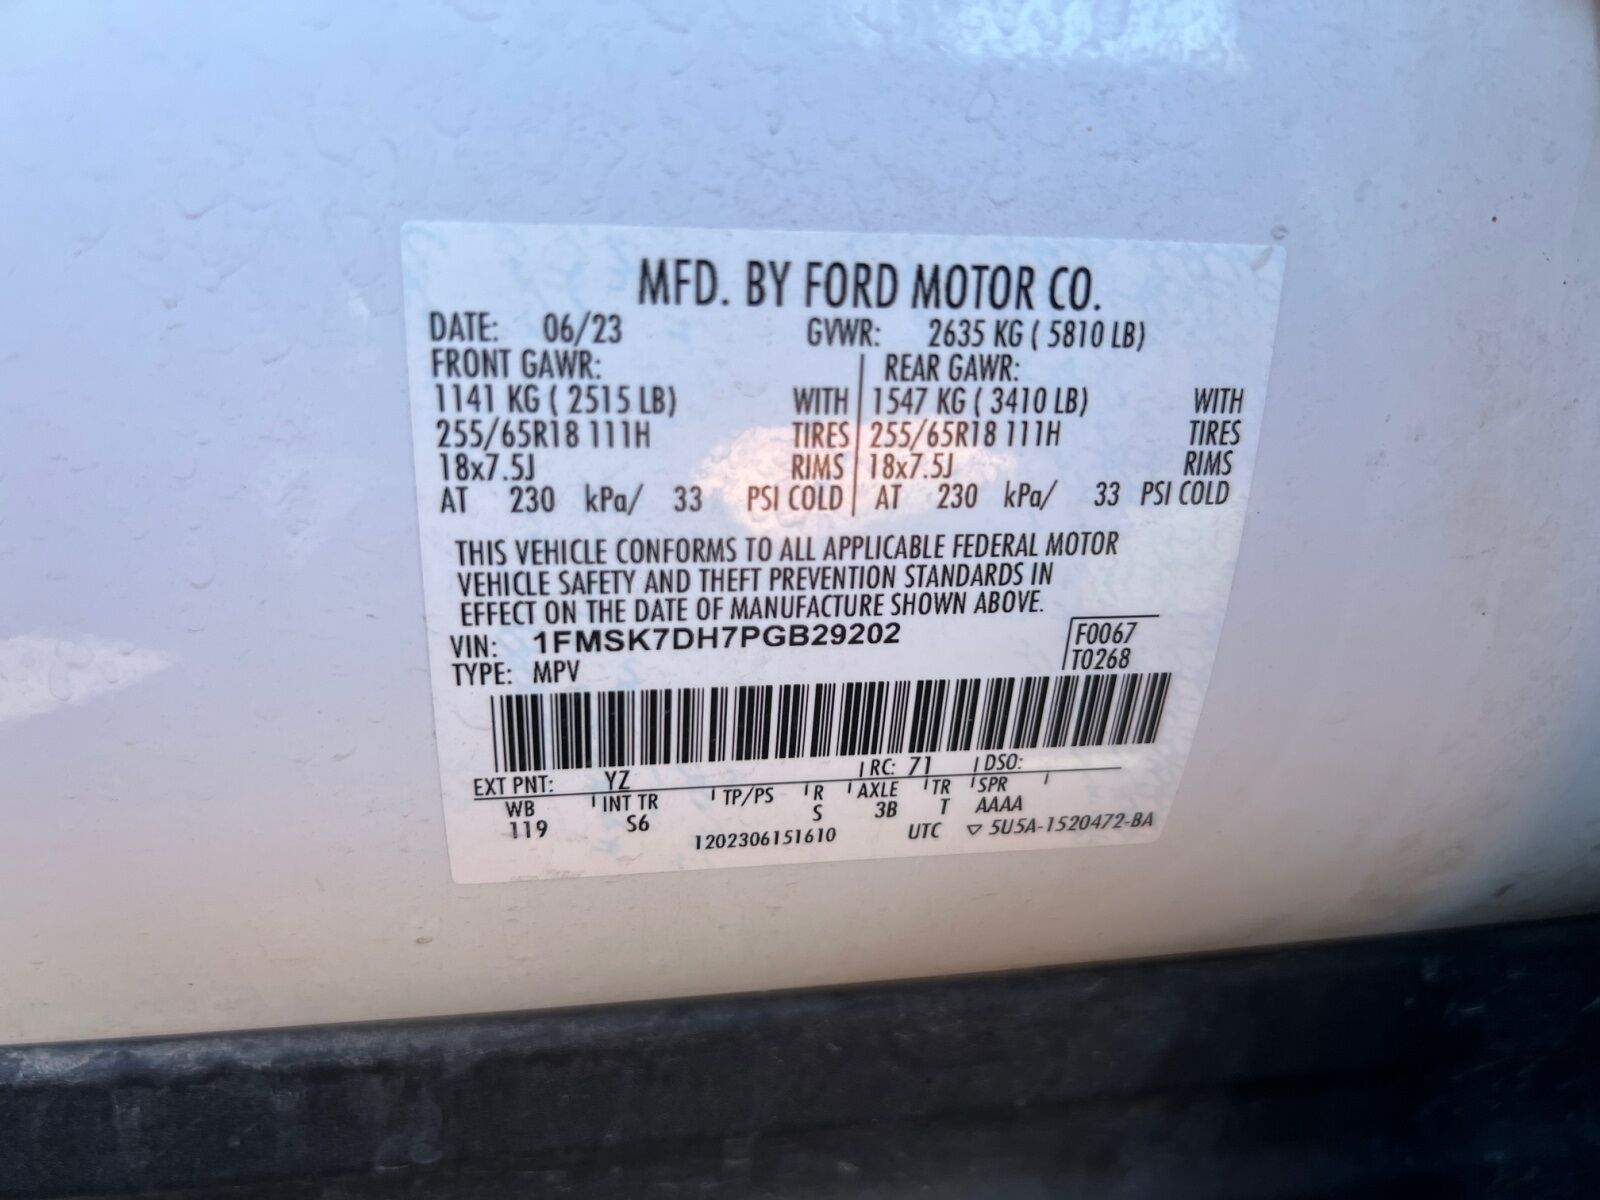 MFD. BY FORD MOTOR CO.
DATE: 06/23 GVWR: 2635 KG ( 5810 LB)
FRONT GAWR: REAR GAWR:
1141 KG ( 2515 LB) WITH 1547 KG ( 3410 LB) WITH
255/65R18 111H TIRES 255/65R18 111H TIRES
18x7.5J RIMS 18x7.5J RIMS
AT 230 kPa/ 33 PSI COLD AT 230 kPa/ 33 PSI COLD
THIS VEHICLE CONFORMS TO ALL APPLICABLE FEDERAL MOTOR
VEHICLE SAFETY AND THEFT PREVENTION STANDARDS IN
EFFECT ON THE DATE OF MANUFACTURE SHOWN ABOVE.
VIN: 1FMSK7DH7PGB29202 F0067
TYPE: MPV T0268
EXT PNT: YZ RC: 71 DSO:
WB INT TR TP/PS R AXLE TR SPR
119 S6 S 3B T AAAA
1202306151610 UTC ▽ 5U5A-1520472-BA